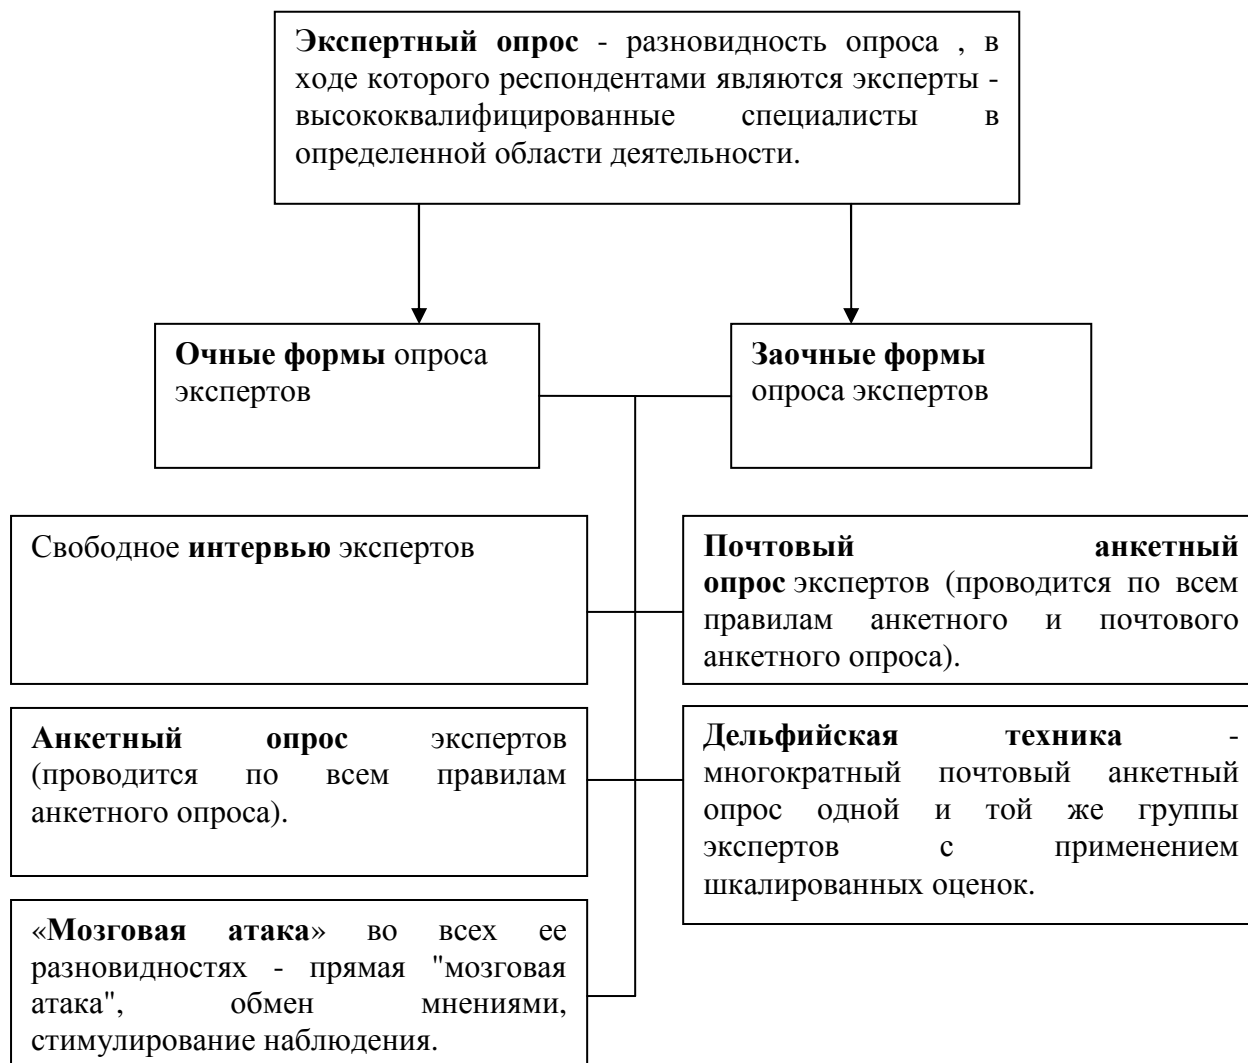 Экспертный опрос - разновидность опроса , в
ходе которого респондентами являются эксперты -
высококвалифицированные специалисты в
определенной области деятельности.
Очные формы опроса
экспертов
Заочные формы
опроса экспертов
Свободное интервью экспертов
Почтовый анкетный
опрос экспертов (проводится по всем
правилам анкетного и почтового
анкетного опроса).
Анкетный опрос экспертов
(проводится по всем правилам
анкетного опроса).
Дельфийская техника -
многократный почтовый анкетный
опрос одной и той же группы
экспертов с применением
шкалированных оценок.
«Мозговая атака» во всех ее
разновидностях - прямая "мозговая
атака", обмен мнениями,
стимулирование наблюдения.